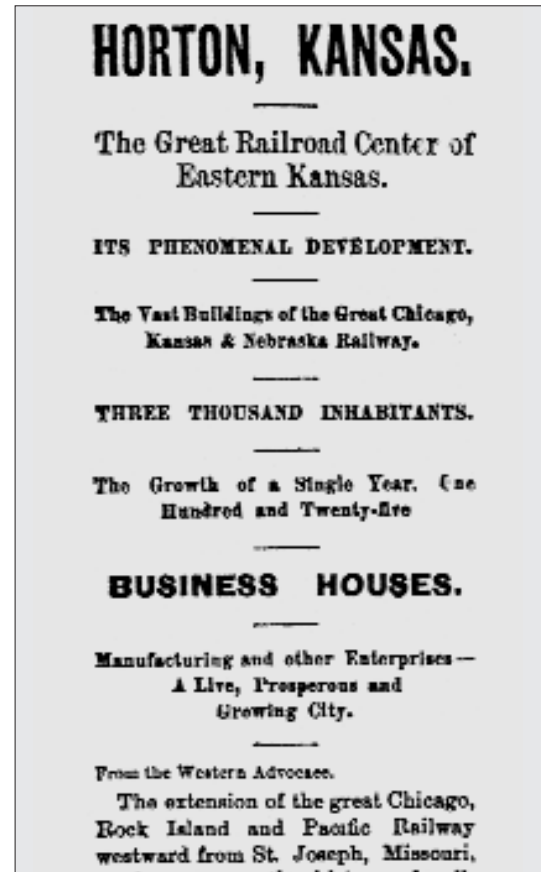 HORTON, KANSAS.
The Great Railroad Center of
Eastern Kansas.
ITS PHENOMENAL DEVELOPMENT.
The Vast Buildings of the Great Chicago,
Kansas & Nebraska Railway.
THREE THOUSAND INHABITANTS.
The Growth of a Single Year. One
Hundred and Twenty-five
BUSINESS HOUSES.
Manufacturing and other Enterprises—
A Live, Prosperous and
Growing City.
From the Western Advocate.
The extension of the great Chicago,
Rock Island and Pacific Railway
westward from St. Joseph, Missouri,